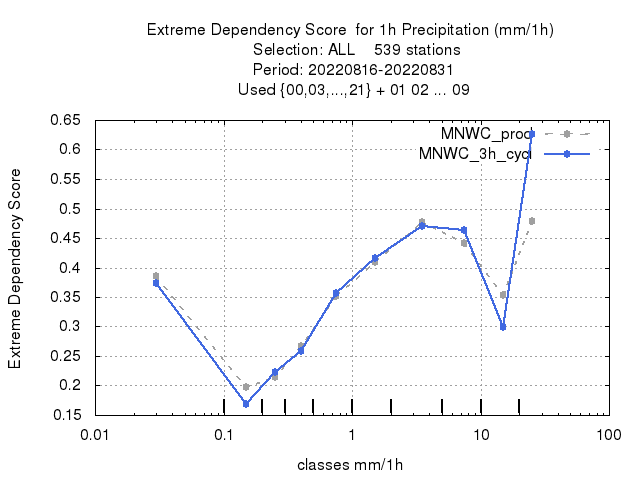 Extreme Dependency Score  for 1h Precipitation (mm/1h)
Selection: ALL    539 stations
Period: 20220816-20220831
Used {00,03,...,21} + 01 02 ... 09
Extreme Dependency Score
0.65
0.6
0.55
0.5
0.45
0.4
0.35
0.3
0.25
0.2
0.15
MNWC_prod
MNWC_3h_cycl
0.01
0.1
1
10
100
classes mm/1h